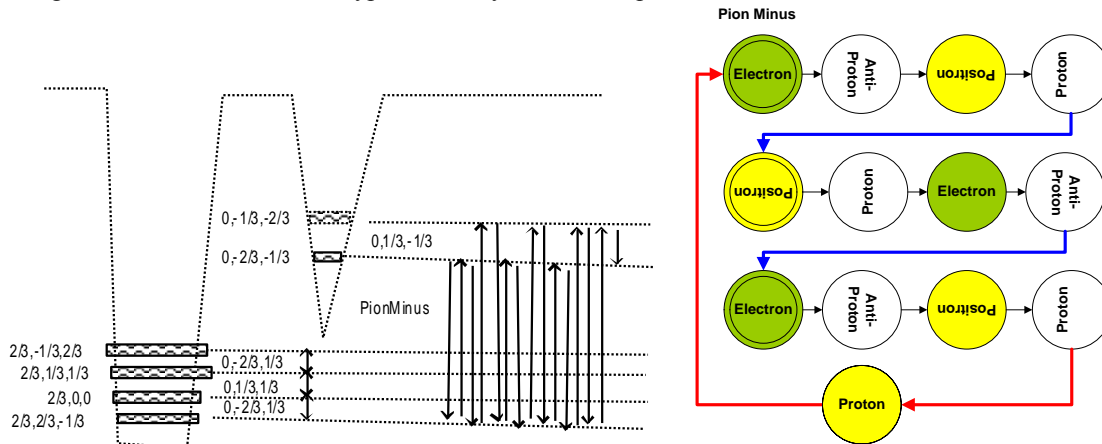 Pion Minus
Electron
Anti-
Proton
Positron
Proton
0,-1/3,-2/3
0,1/3,-1/3
0,-2/3,-1/3
Positron
Proton
Electron
Anti-
Proton
PionMinus
Electron
Anti-
Proton
Positron
Proton
2/3,-1/3,2/3
0,-2/3,1/3
2/3,1/3,1/3
0,1/3,1/3
2/3,0,0
0,-2/3,1/3
2/3,2/3,-1/3
Proton